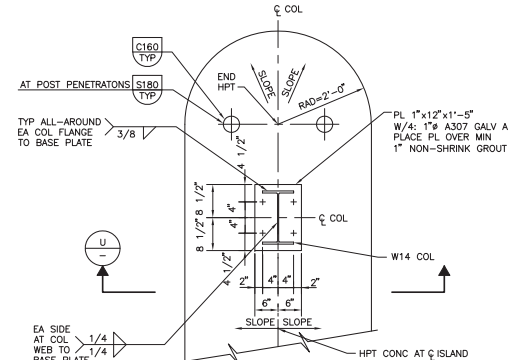 ℄ COL
C160
TYP
AT POST PENETRATONS S180
TYP
END
HPT
SLOPE
SLOPE
RAD=2'-0"
TYP ALL-AROUND
EA COL FLANGE
TO BASE PLATE
3/8
PL 1"x12"x1'-5"
W/4: 1"ø A307 GALV A
PLACE PL OVER MIN
1" NON-SHRINK GROUT
4 1/2"
8 1/2"
4"
4"
8 1/2"
4 1/2"
℄ COL
W14 COL
U
-
2" 4" 4" 2"
6" 6"
SLOPE SLOPE
EA SIDE
AT COL
WEB TO
BASE PLATE
1/4
1/4
HPT CONC AT ℄ ISLAND